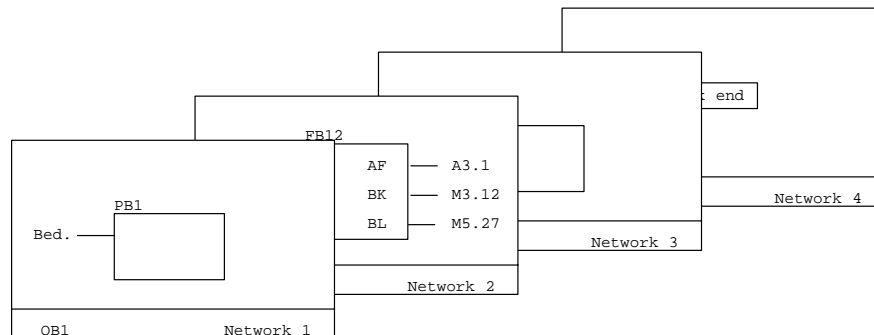 end
FB12
AF A3.1
BK M3.12
BL M5.27
PB1
Bed.
Network 4
Network 3
Network 2
OB1 Network 1